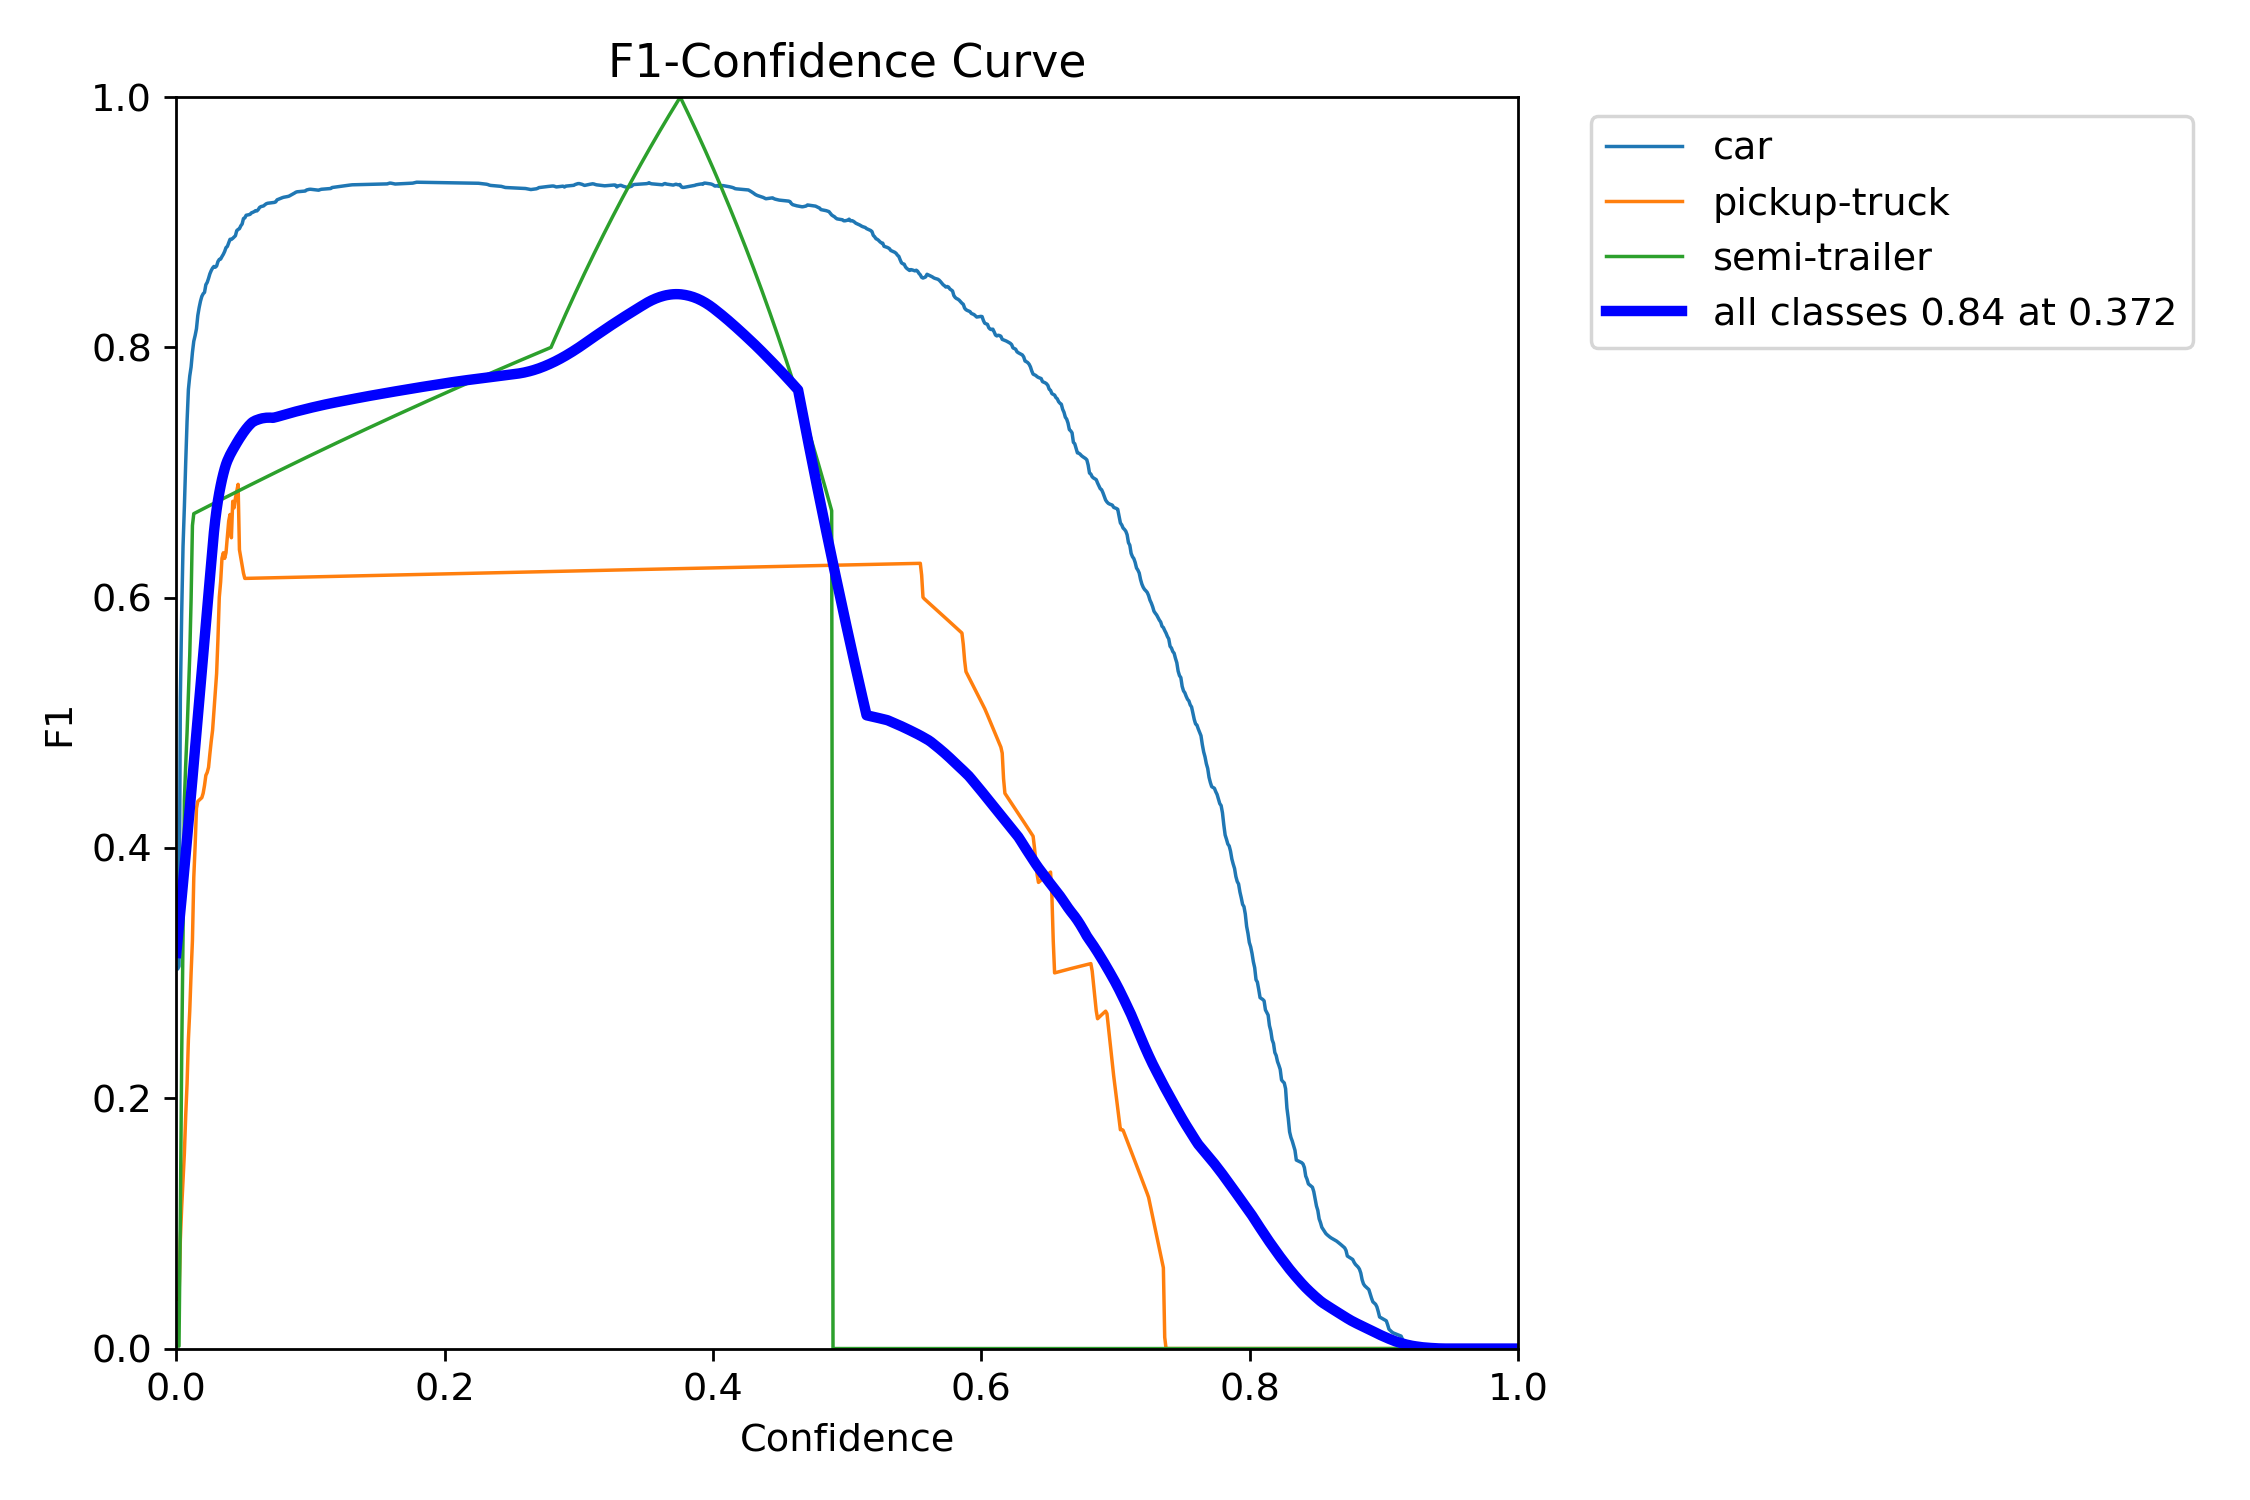 F1-Confidence Curve
1.0
0.8
0.6
0.4
0.2
0.0
F1
0.0 0.2 0.4 0.6 0.8 1.0
Confidence
car
pickup-truck
semi-trailer
all classes 0.84 at 0.372